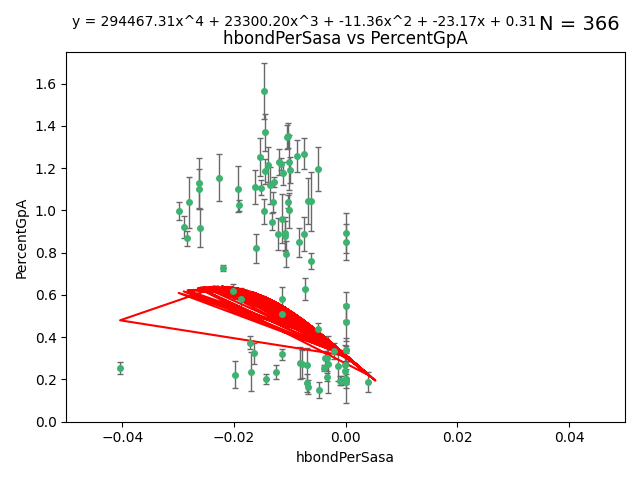 y = 294467.31x^4 + 23300.20x^3 + -11.36x^2 + -23.17x + 0.31 N = 366
hbondPerSasa vs PercentGpA
PercentGpA
1.6
1.4
1.2
1.0
0.8
0.6
0.4
0.2
0.0
−0.04 −0.02 0.00 0.02 0.04
hbondPerSasa